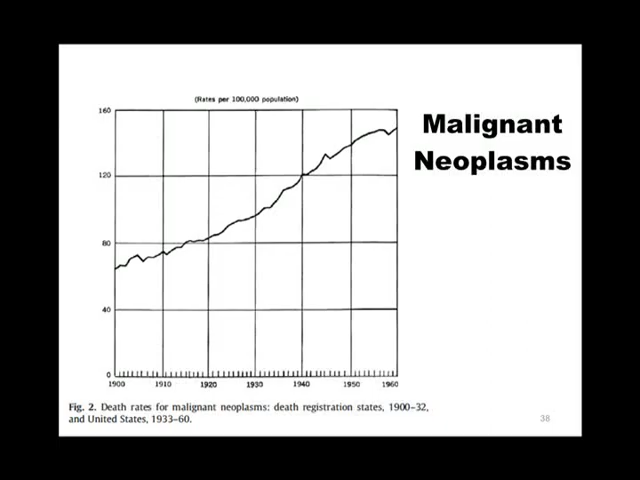 (Rates per 100,000 population)
Malignant
Neoplasms
160
120
80
40
0
1900 1910 1920 1930 1940 1950 1960
Fig. 2. Death rates for malignant neoplasms: death registration states, 1900–32,
and United States, 1933–60.
38